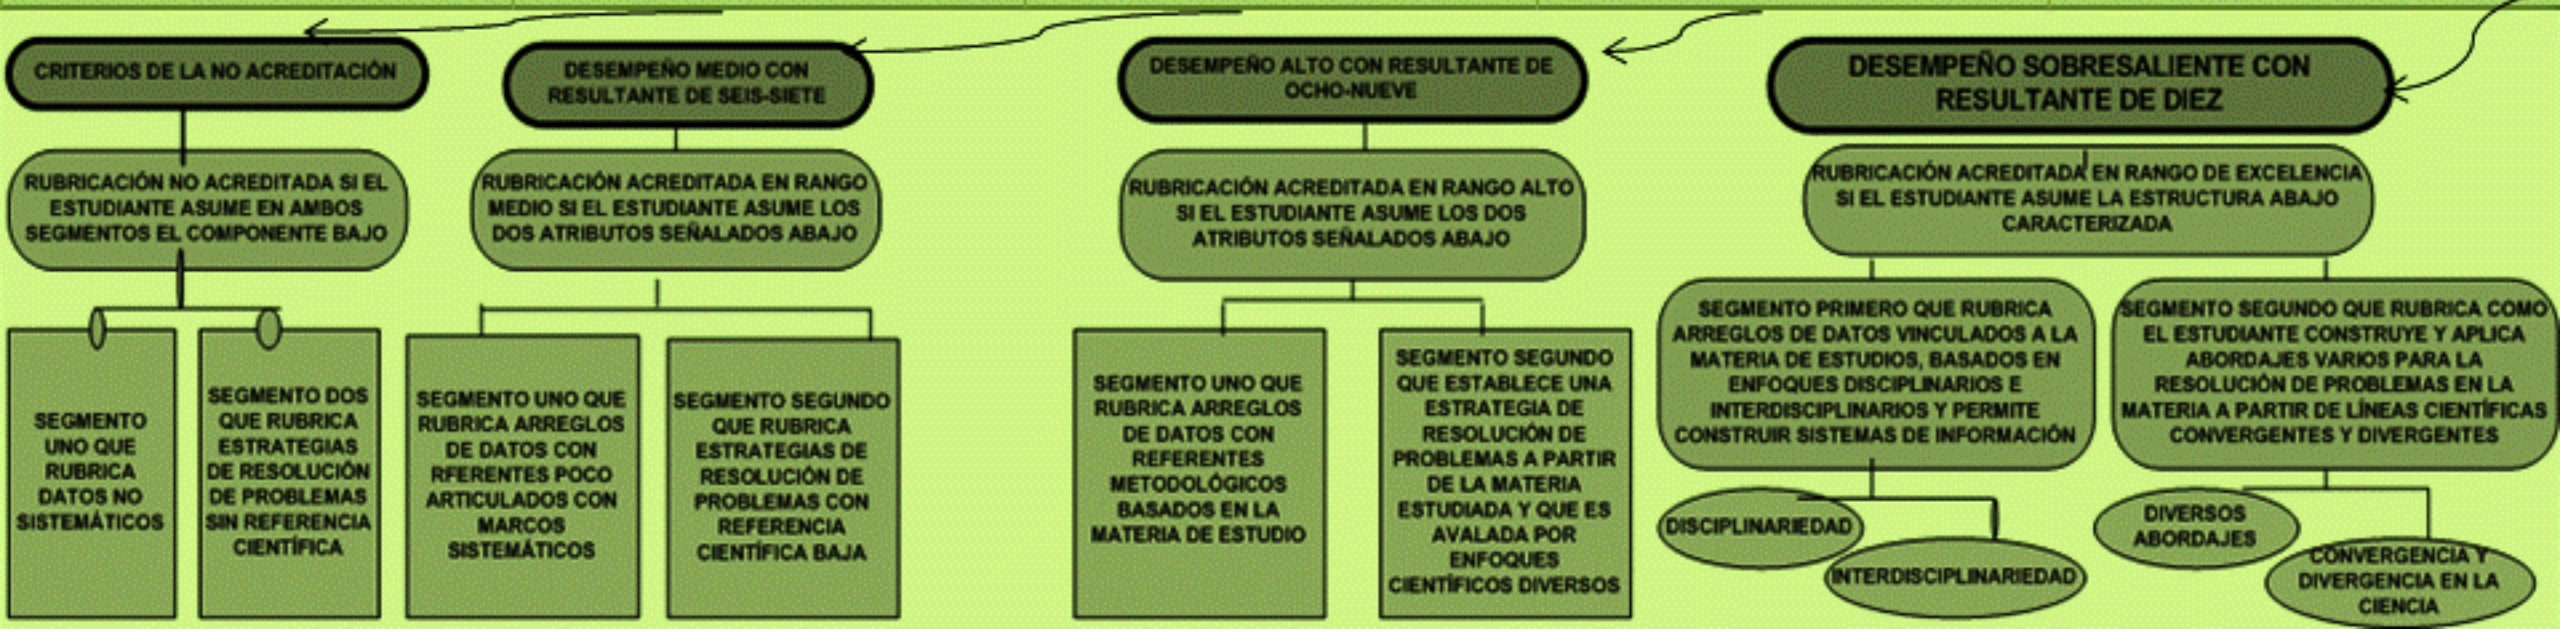 CRITERIOS DE LA NO ACREDITACIÓN
RUBRICACIÓN NO ACREDITADA SI EL
ESTUDIANTE ASUME EN AMBOS
SEGMENTOS EL COMPONENTE BAJO
SEGMENTO
UNO QUE
RUBRICA
DATOS NO
SISTEMÁTICOS
SEGMENTO DOS
QUE RUBRICA
ESTRATEGIAS
DE RESOLUCIÓN
DE PROBLEMAS
SIN REFERENCIA
CIENTÍFICA
DESEMPEÑO MEDIO CON
RESULTANTE DE SEIS-SIETE
RUBRICACIÓN ACREDITADA EN RANGO
MEDIO SI EL ESTUDIANTE ASUME LOS
DOS ATRIBUTOS SEÑALADOS ABAJO
SEGMENTO UNO QUE
RUBRICA ARREGLOS
DE DATOS CON
RFERENTES POCO
ARTICULADOS CON
MARCOS
SISTEMÁTICOS
SEGMENTO SEGUNDO
QUE RUBRICA
ESTRATEGIAS DE
RESOLUCIÓN DE
PROBLEMAS CON
REFERENCIA
CIENTÍFICA BAJA
DESEMPEÑO ALTO CON RESULTANTE DE
OCHO-NUEVE
RUBRICACIÓN ACREDITADA EN RANGO ALTO
SI EL ESTUDIANTE ASUME LOS DOS
ATRIBUTOS SEÑALADOS ABAJO
SEGMENTO UNO QUE
RUBRICA ARREGLOS
DE DATOS CON
REFERENTES
METODOLÓGICOS
BASADOS EN LA
MATERIA DE ESTUDIO
SEGMENTO SEGUNDO
QUE ESTABLECE UNA
ESTRATEGIA DE
RESOLUCIÓN DE
PROBLEMAS A PARTIR
DE LA MATERIA
ESTUDIADA Y QUE ES
AVALADA POR
ENFOQUES
CIENTÍFICOS DIVERSOS
DESEMPEÑO SOBRESALIENTE CON
RESULTANTE DE DIEZ
RUBRICACIÓN ACREDITADA EN RANGO DE EXCELENCIA
SI EL ESTUDIANTE ASUME LA ESTRUCTURA ABAJO
CARACTERIZADA
SEGMENTO PRIMERO QUE RUBRICA
ARREGLOS DE DATOS VINCULADOS A LA
MATERIA DE ESTUDIOS, BASADOS EN
ENFOQUES DISCIPLINARIOS E
INTERDISCIPLINARIOS Y PERMITE
CONSTRUIR SISTEMAS DE INFORMACIÓN
DISCIPLINARIEDAD
INTERDISCIPLINARIEDAD
SEGMENTO SEGUNDO QUE RUBRICA COMO
EL ESTUDIANTE CONSTRUYE Y APLICA
ABORDAJES VARIOS PARA LA
RESOLUCIÓN DE PROBLEMAS EN LA
MATERIA A PARTIR DE LÍNEAS CIENTÍFICAS
CONVERGENTES Y DIVERGENTES
DIVERSOS
ABORDAJES
CONVERGENCIA Y
DIVERGENCIA EN LA
CIENCIA